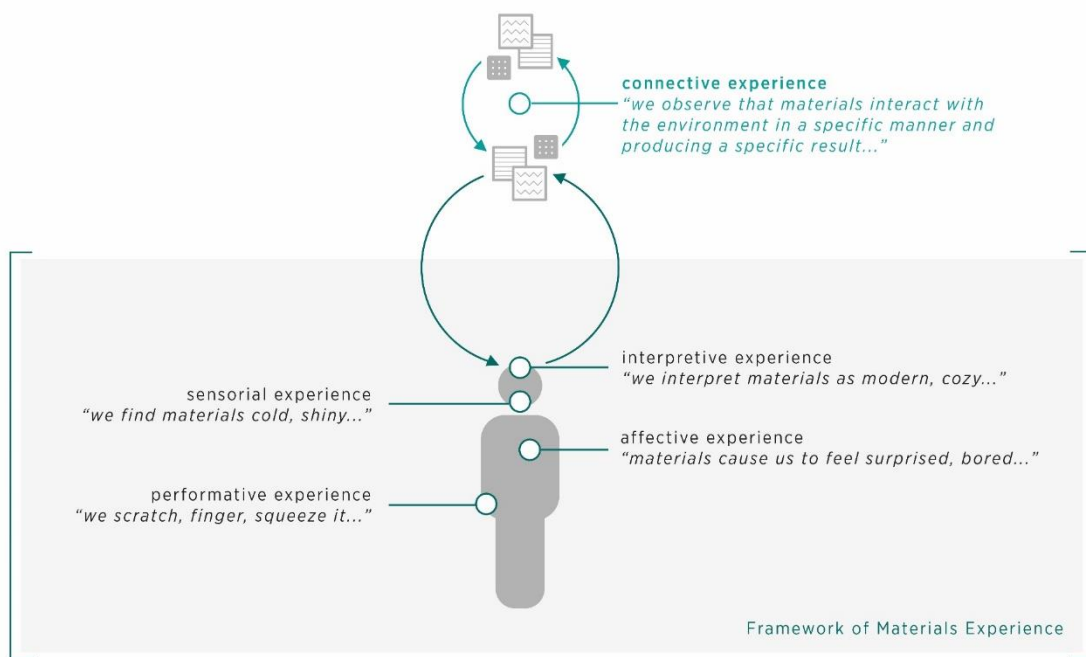 connective experience
“we observe that materials interact with
the environment in a specific manner and
producing a specific result...”
interpretive experience
“we interpret materials as modern, cozy...”
sensorial experience
“we find materials cold, shiny...”
affective experience
“materials cause us to feel surprised, bored...”
performative experience
“we scratch, finger, squeeze it...”
Framework of Materials Experience